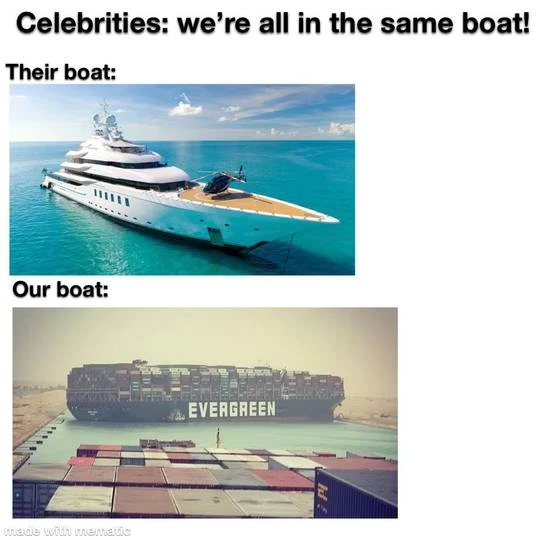 Celebrities: we're all in the same boat!
Their boat:
Our boat:
EVERGREEN
made with mematic